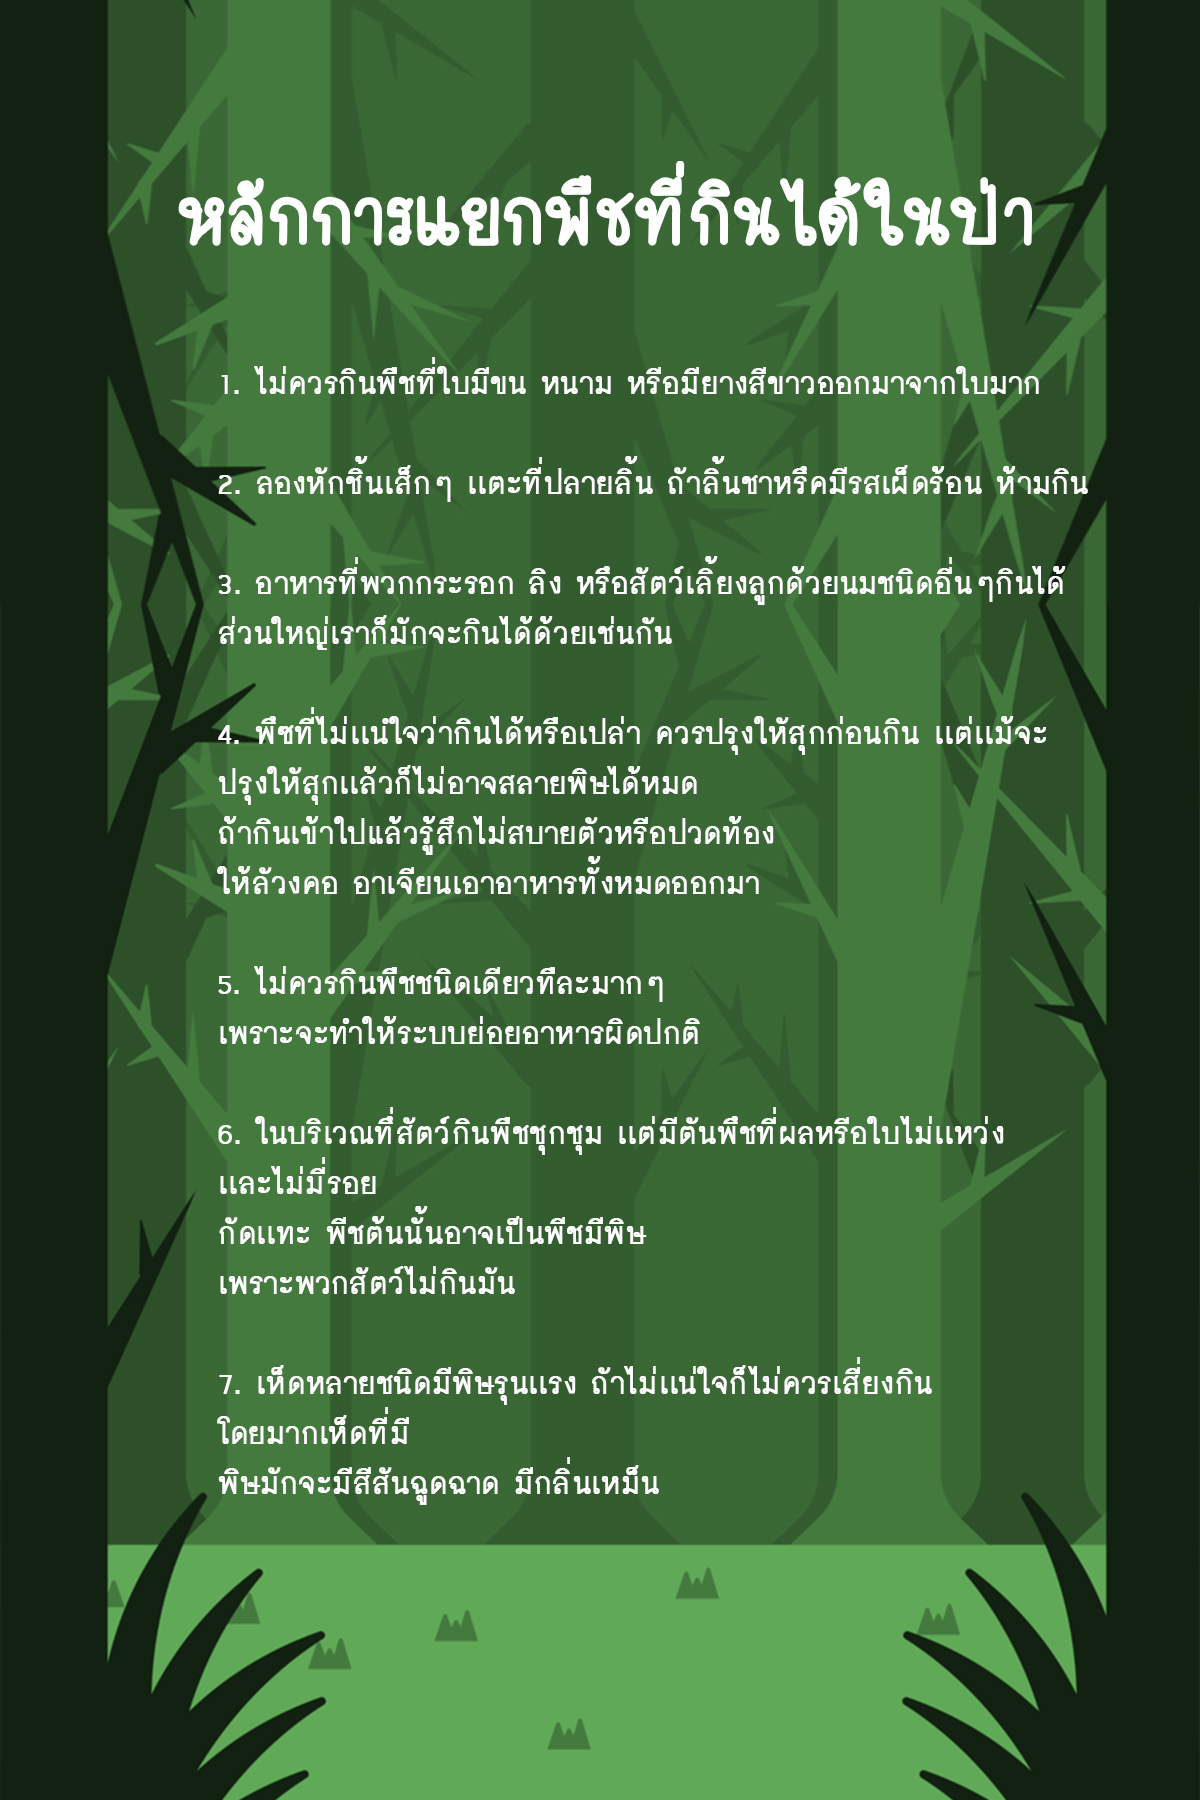 หลักการแยกพืชที่กินได้ในป่า
1. ไม่ควรกินพืชที่ใบมีขน หนาม หรือมียางสีขาวออกมาจากใบมาก
2. ลองหักชิ้นเล็กๆ แตะที่ปลายลิ้น ถ้าลิ้นชาหรืคมีรสเผ็ดร้อน ห้ามกิน
3. อาหารที่พวกกระรอก ลิง หรือสัตว์เลี้ยงลูกด้วยนมชนิดอื่นๆกินได้
ส่วนใหญ่เราก็มักจะกินได้ด้วยเช่นกัน
4. พืชที่ไม่แน่ใจว่ากินได้หรือเปล่า ควรปรุงให้สุกก่อนกิน แต่แม้จะ
ปรุงให้สุกแล้วก็ไม่อาจสลายพิษได้หมด
ถ้ากินเข้าใปแล้วรู้สึกไม่สบายตัวหรือปวดท้อง
ให้ล้วงคอ อาเจียนเอาอาหารทั้งหมดออกมา
5. ไม่ควรกินพืชชนิดเดียวทีละมากๆ
เพราะจะทำให้ระบบย่อยอาหารผิดปกติ
6. ในบริเวณที่สัตว์กินพืชชุกชุม แต่มีต้นพืชที่ผลหรือใบไม่แหว่ง
และไม่มี่รอย
กัดแทะ พืชต้นนั้นอาจเป็นพืชมีพิษ
เพราะพวกสัตว์ไม่กินมัน
7. เห็ดหลายชนิดมีพิษรุนแรง ถ้าไม่แน่ใจก็ไม่ควรเสี่ยงกิน
โดยมากเห็ดที่มี
พิษมักจะมีสีสันฉูดฉาด มีกลิ่นเหม็น